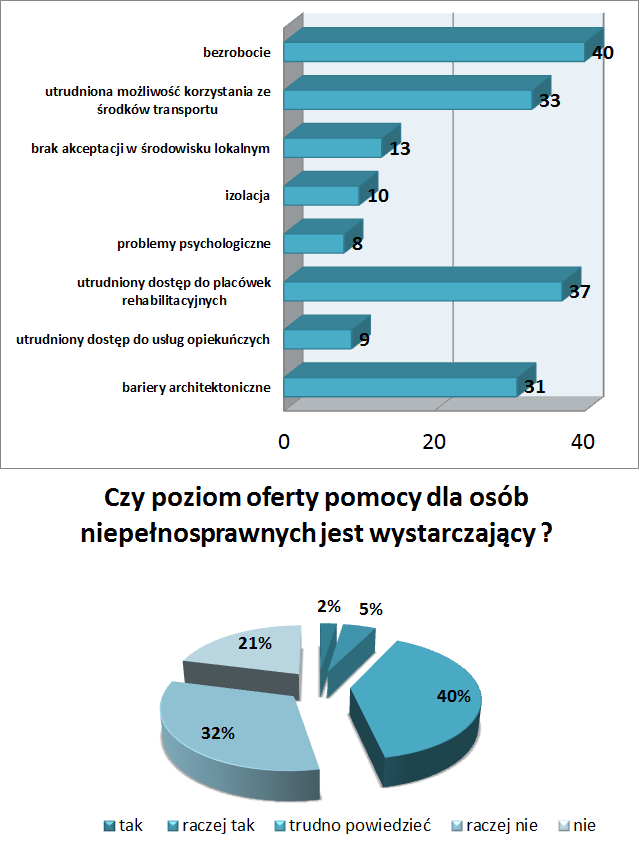 bezrobocie
40
utrudniona możliwość korzystania ze
środków transportu
33
brak akceptacji w środowisku lokalnym
13
izolacja
10
problemy psychologiczne
8
utrudniony dostęp do placówek
rehabilitacyjnych
37
utrudniony dostęp do usług opiekuńczych
9
bariery architektoniczne
31
0 20 40
Czy poziom oferty pomocy dla osób
niepełnosprawnych jest wystarczający ?
2%
5%
21%
40%
32%
tak raczej tak trudno powiedzieć raczej nie nie